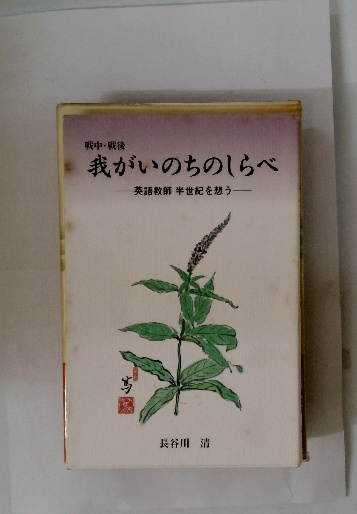 戦中・戦後
我がいのちのしらべ
――英語教師 半世紀を想う――
長谷川 清